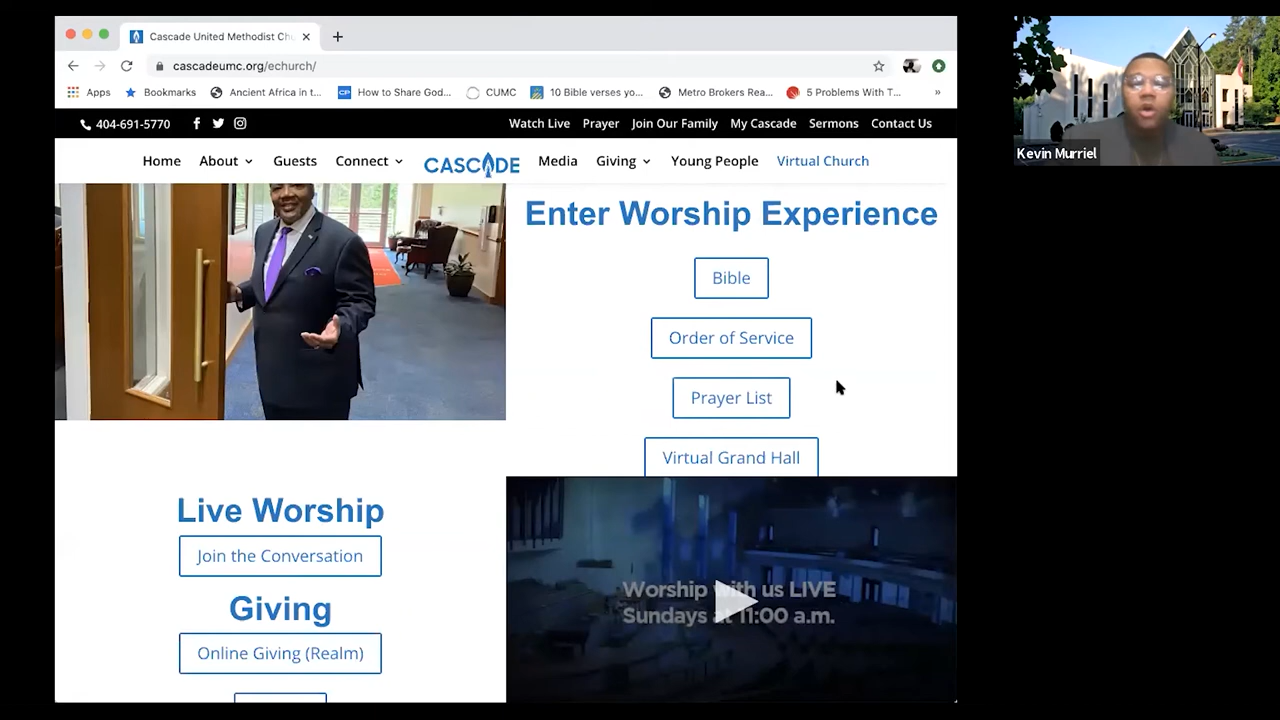 Cascade United Methodist Chu
cascadeumc.org/echurch/
Apps Bookmarks Ancient Africa in t... How to Share God... CUMC 10 Bible verses yo... Metro Brokers Rea... 5 Problems With T... »
404-691-5770 Watch Live Prayer Join Our Family My Cascade Sermons Contact Us
Home About Guests Connect CASCADE Media Giving Young People Virtual Church
Enter Worship Experience
Bible
Order of Service
Prayer List
Virtual Grand Hall
Live Worship
Join the Conversation
Giving
Online Giving (Realm)
Worship with us LIVE
Sundays at 11:00 a.m.
Kevin Murriel